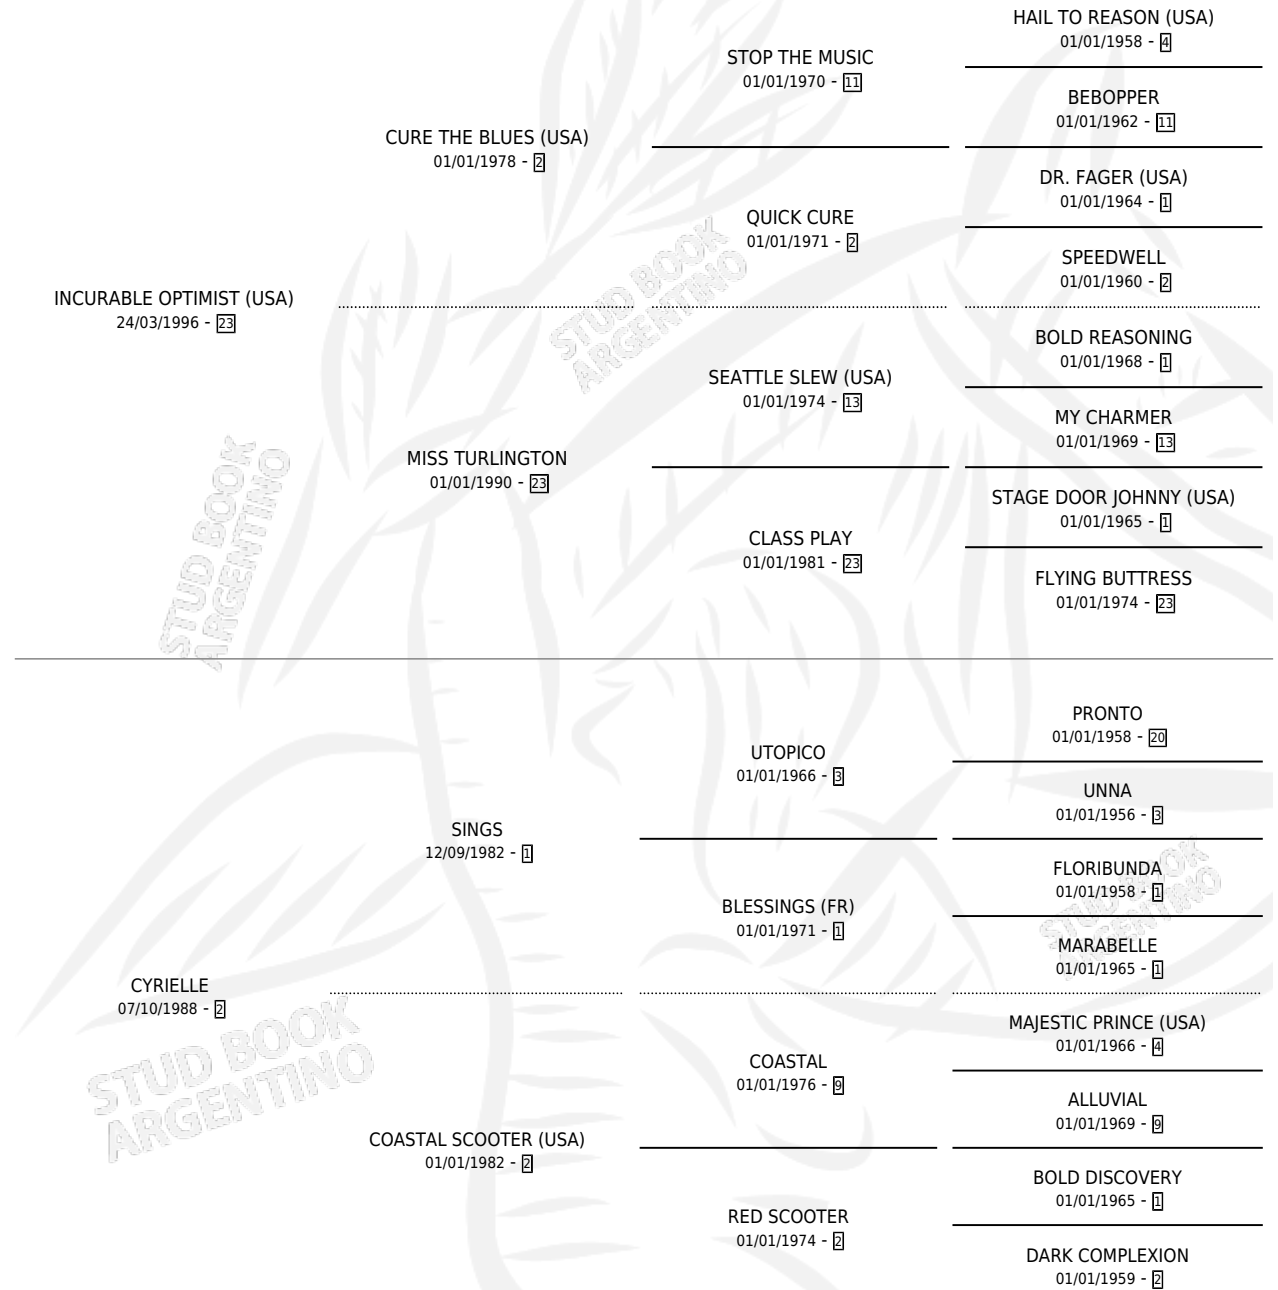 HAIL TO REASON (USA)
01/01/1958 - 4
STOP THE MUSIC
01/01/1970 - 11
BEBOPPER
01/01/1962 - 11
CURE THE BLUES (USA)
01/01/1978 - 2
DR. FAGER (USA)
01/01/1964 - 1
QUICK CURE
01/01/1971 - 2
SPEEDWELL
01/01/1960 - 2
INCURABLE OPTIMIST (USA)
24/03/1996 - 23
BOLD REASONING
01/01/1968 - 1
SEATTLE SLEW (USA)
01/01/1974 - 13
MY CHARMER
01/01/1969 - 13
MISS TURLINGTON
01/01/1990 - 23
STAGE DOOR JOHNNY (USA)
01/01/1965 - 1
CLASS PLAY
01/01/1981 - 23
FLYING BUTTRESS
01/01/1974 - 23
PRONTO
01/01/1958 - 20
UTOPICO
01/01/1966 - 3
UNNA
01/01/1956 - 3
SINGS
12/09/1982 - 1
FLORIBUNDA
01/01/1958 - 1
BLESSINGS (FR)
01/01/1971 - 1
MARABELLE
01/01/1965 - 1
CYRIELLE
07/10/1988 - 2
MAJESTIC PRINCE (USA)
01/01/1966 - 4
COASTAL
01/01/1976 - 9
ALLUVIAL
01/01/1969 - 9
COASTAL SCOOTER (USA)
01/01/1982 - 2
BOLD DISCOVERY
01/01/1965 - 1
RED SCOOTER
01/01/1974 - 2
DARK COMPLEXION
01/01/1959 - 2
STUD BOOK
ARGENTINO
STUD BOOK
ARGENTINO
STUD BOOK
ARGENTINO
STUD BOOK
ARGENTINO